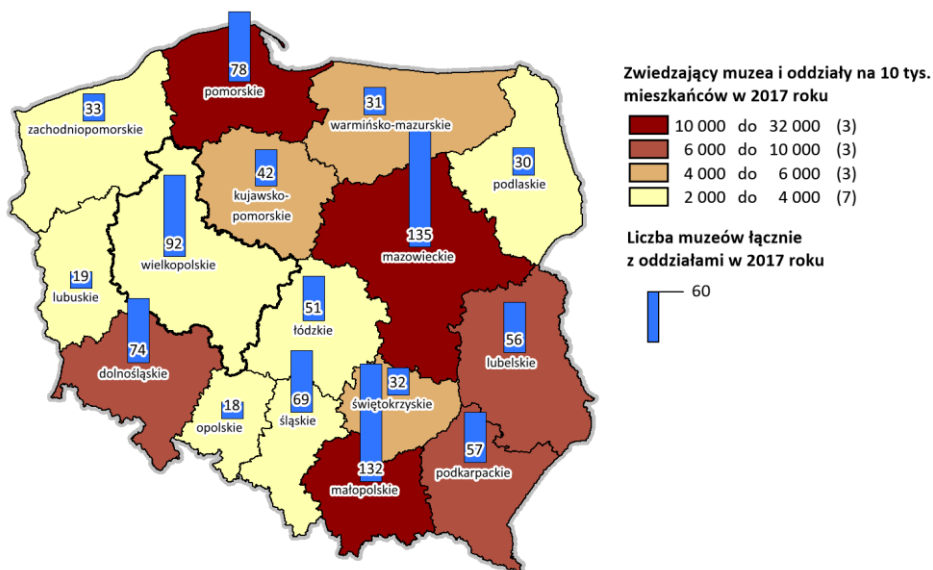 78
pomorskie
33
zachodniopomorskie
31
warmińsko-mazurskie
42
kujawsko-
pomorskie
30
podlaskie
92
wielkopolskie
135
mazowieckie
19
lubuskie
51
łódzkie
74
dolnośląskie
56
lubelskie
18
opolskie
69
śląskie
32
świętokrzyskie
57
podkarpackie
132
małopolskie
Zwiedzający muzea i oddziały na 10 tys.
mieszkańców w 2017 roku
10 000 do 32 000 (3)
6 000 do 10 000 (3)
4 000 do 6 000 (3)
2 000 do 4 000 (7)
Liczba muzeów łącznie
z oddziałami w 2017 roku
60